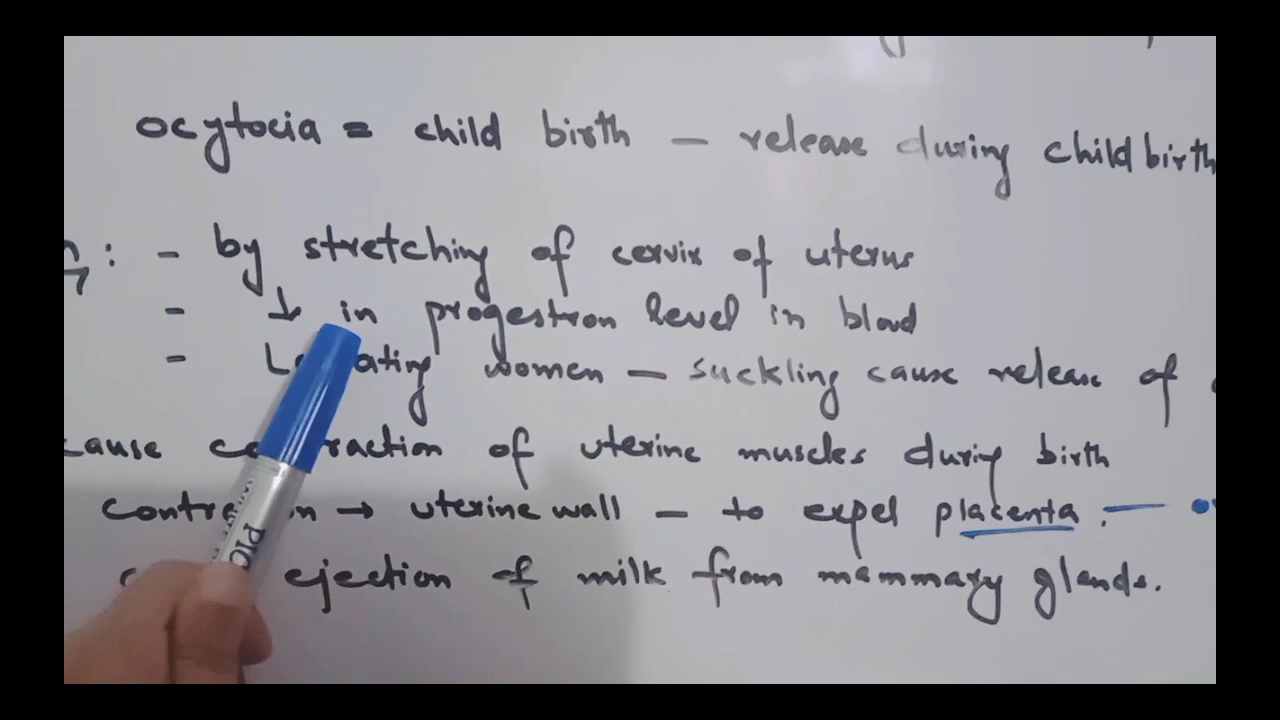 ocytocia = child birth — release during child birth
: - by stretching of cervix of uterus
- ↓ in progestron level in blood
- women — suckling cause release of
cause of uterine muscles during birth
→ uterine wall — to expel placenta. —
ejection of milk from mammary glands.
PIC